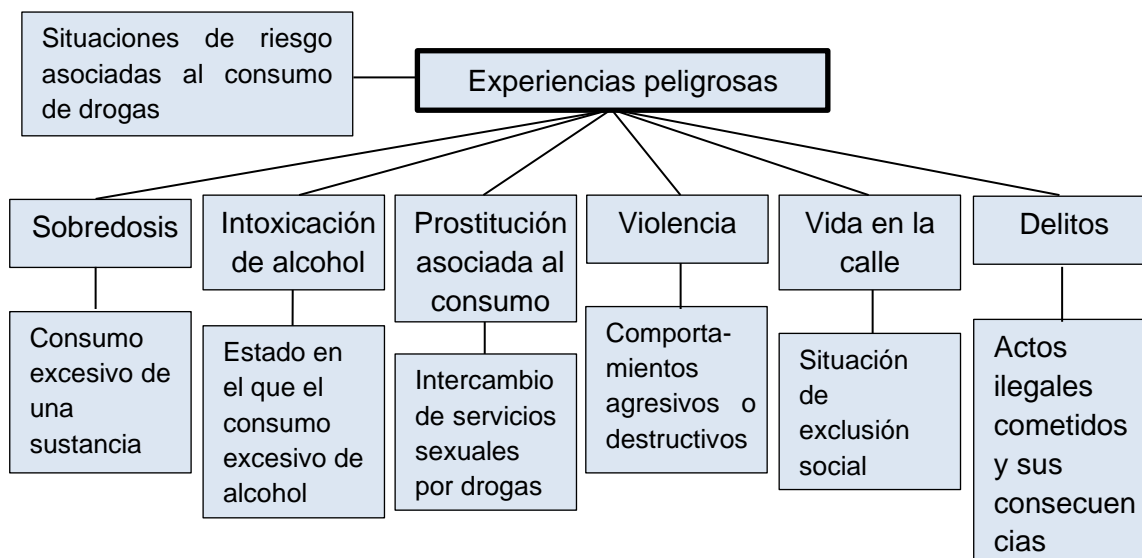 Situaciones de riesgo
asociadas al consumo
de drogas
Experiencias peligrosas
Sobredosis
Intoxicación
de alcohol
Prostitución
asociada al
consumo
Violencia
Vida en la
calle
Delitos
Consumo
excesivo de
una
sustancia
Estado en
el que el
consumo
excesivo de
alcohol
Intercambio
de servicios
sexuales
por drogas
Comporta-
mientos
agresivos o
destructivos
Situación
de
exclusión
social
Actos
ilegales
cometidos
y sus
consecuen
cias